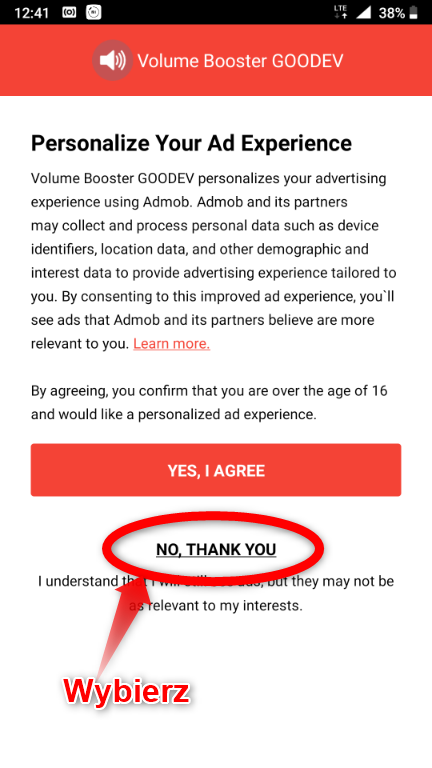 12:41
LTE
38%
Volume Booster GOODEV
Personalize Your Ad Experience
Volume Booster GOODEV personalizes your advertising
experience using Admob. Admob and its partners
may collect and process personal data such as device
identifiers, location data, and other demographic and
interest data to provide advertising experience tailored to
you. By consenting to this improved ad experience, you`ll
see ads that Admob and its partners believe are more
relevant to you. Learn more.
By agreeing, you confirm that you are over the age of 16
and would like a personalized ad experience.
YES, I AGREE
NO, THANK YOU
I understand that I will still ads, but they may not be
as relevant to my interests.
Wybierz